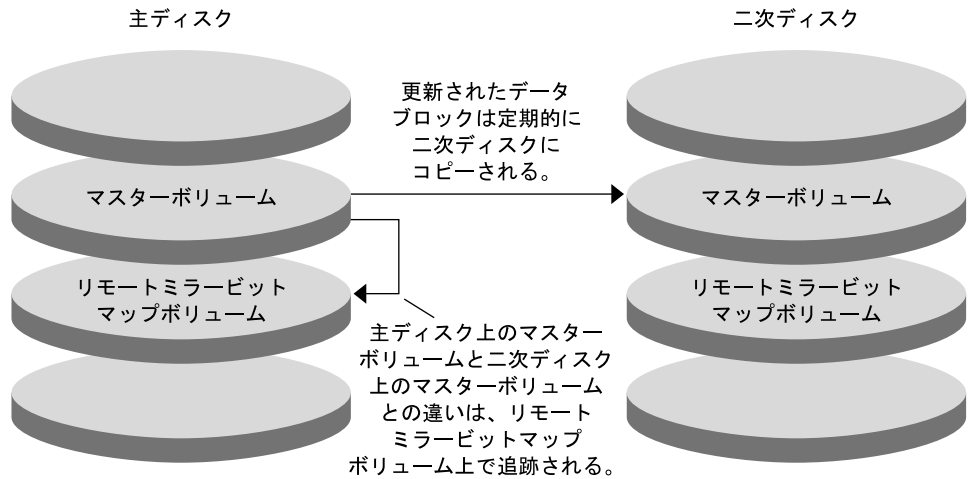 主ディスク
二次ディスク
更新されたデータ
ブロックは定期的に
二次ディスクに
コピーされる。
マスターボリューム
マスターボリューム
リモートミラービット
マップボリューム
リモートミラービット
マップボリューム
主ディスク上のマスター
ボリュームと二次ディスク
上のマスターボリューム
との違いは、リモート
ミラービットマップ
ボリューム上で追跡される。